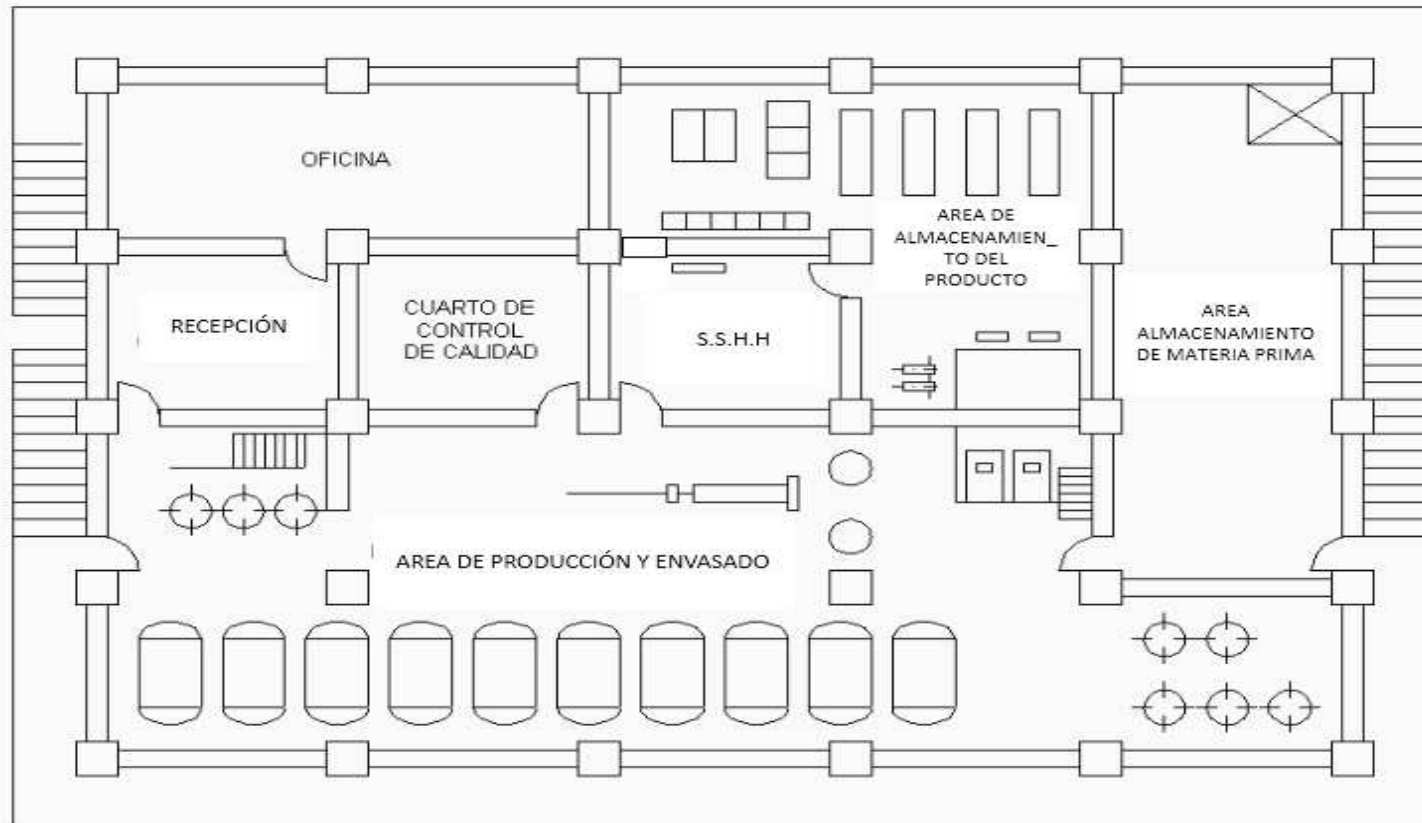 OFICINA
AREA DE
ALMACENAMIEN_
TO DEL
PRODUCTO
RECEPCIÓN
CUARTO DE
CONTROL
DE CALIDAD
S.S.H.H
AREA
ALMACENAMIENTO
DE MATERIA PRIMA
AREA DE PRODUCCIÓN Y ENVASADO